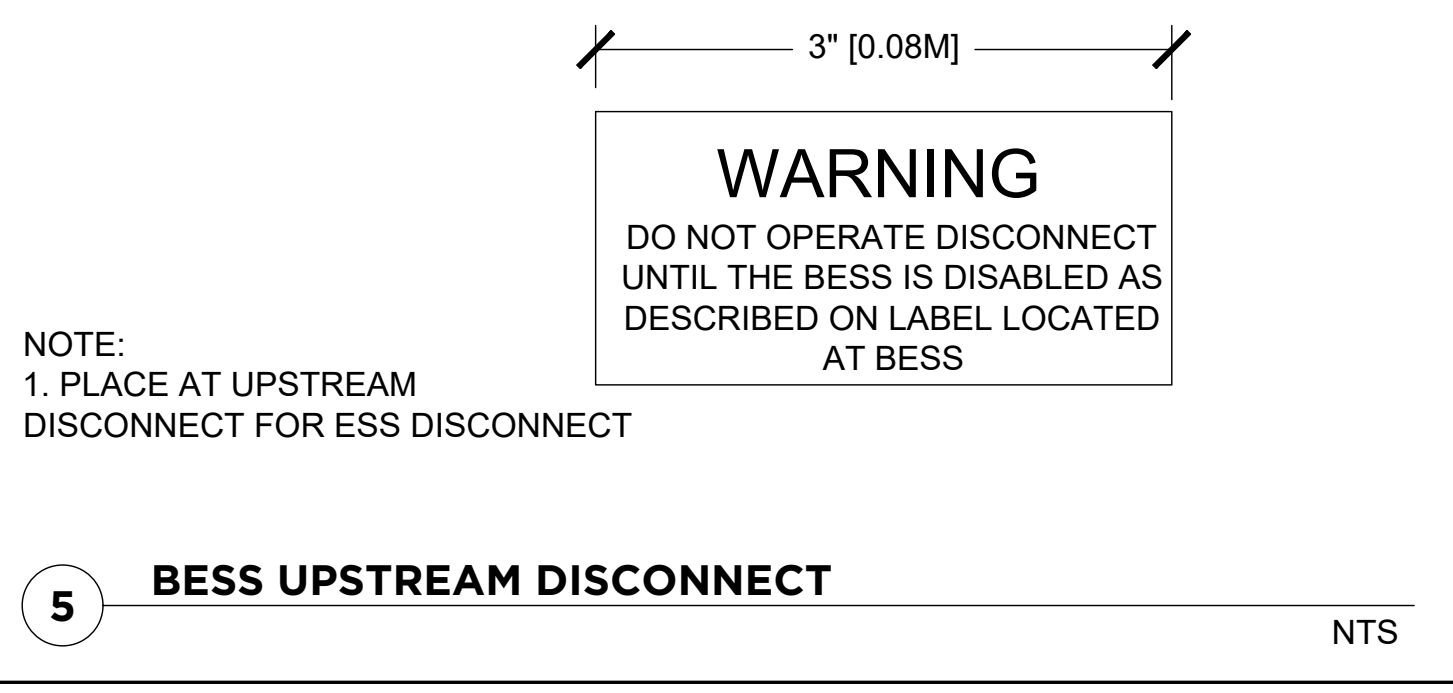 3" [0.08M]
WARNING
DO NOT OPERATE DISCONNECT
UNTIL THE BESS IS DISABLED AS
DESCRIBED ON LABEL LOCATED
AT BESS
NOTE:
1. PLACE AT UPSTREAM
DISCONNECT FOR ESS DISCONNECT
5
BESS UPSTREAM DISCONNECT
NTS